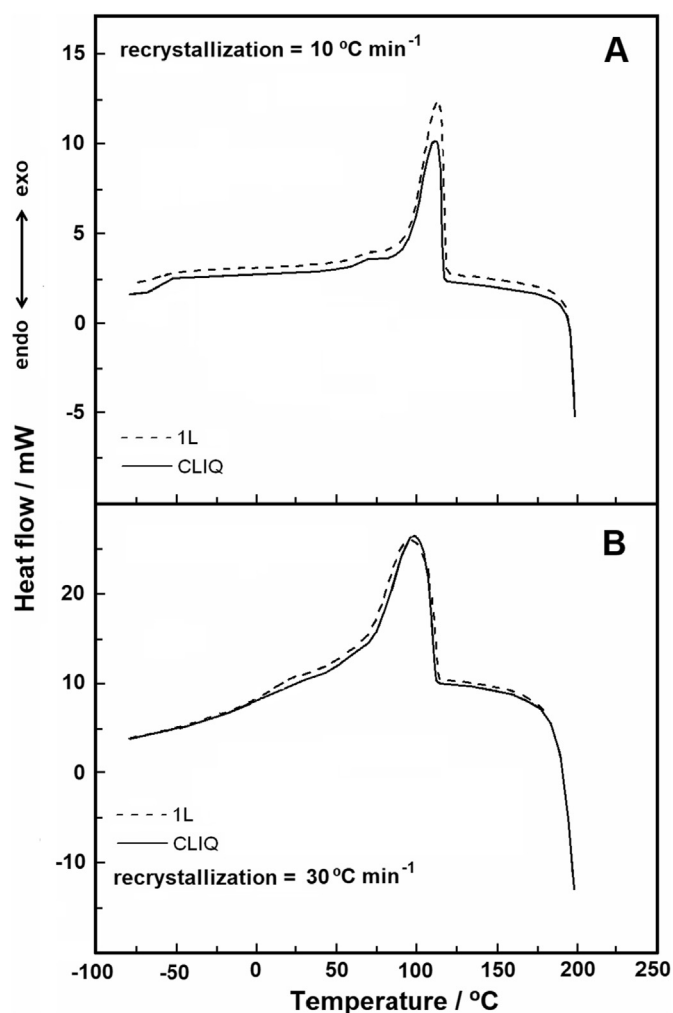 recrystallization = 10 ºC min-1
A
15
10
5
0
-5
endo ↔ exo
1L
CLIQ
Heat flow / mW
B
20
10
0
-10
1L
CLIQ
recrystallization = 30 ºC min-1
-100 -50 0 50 100 150 200 250
Temperature / ºC